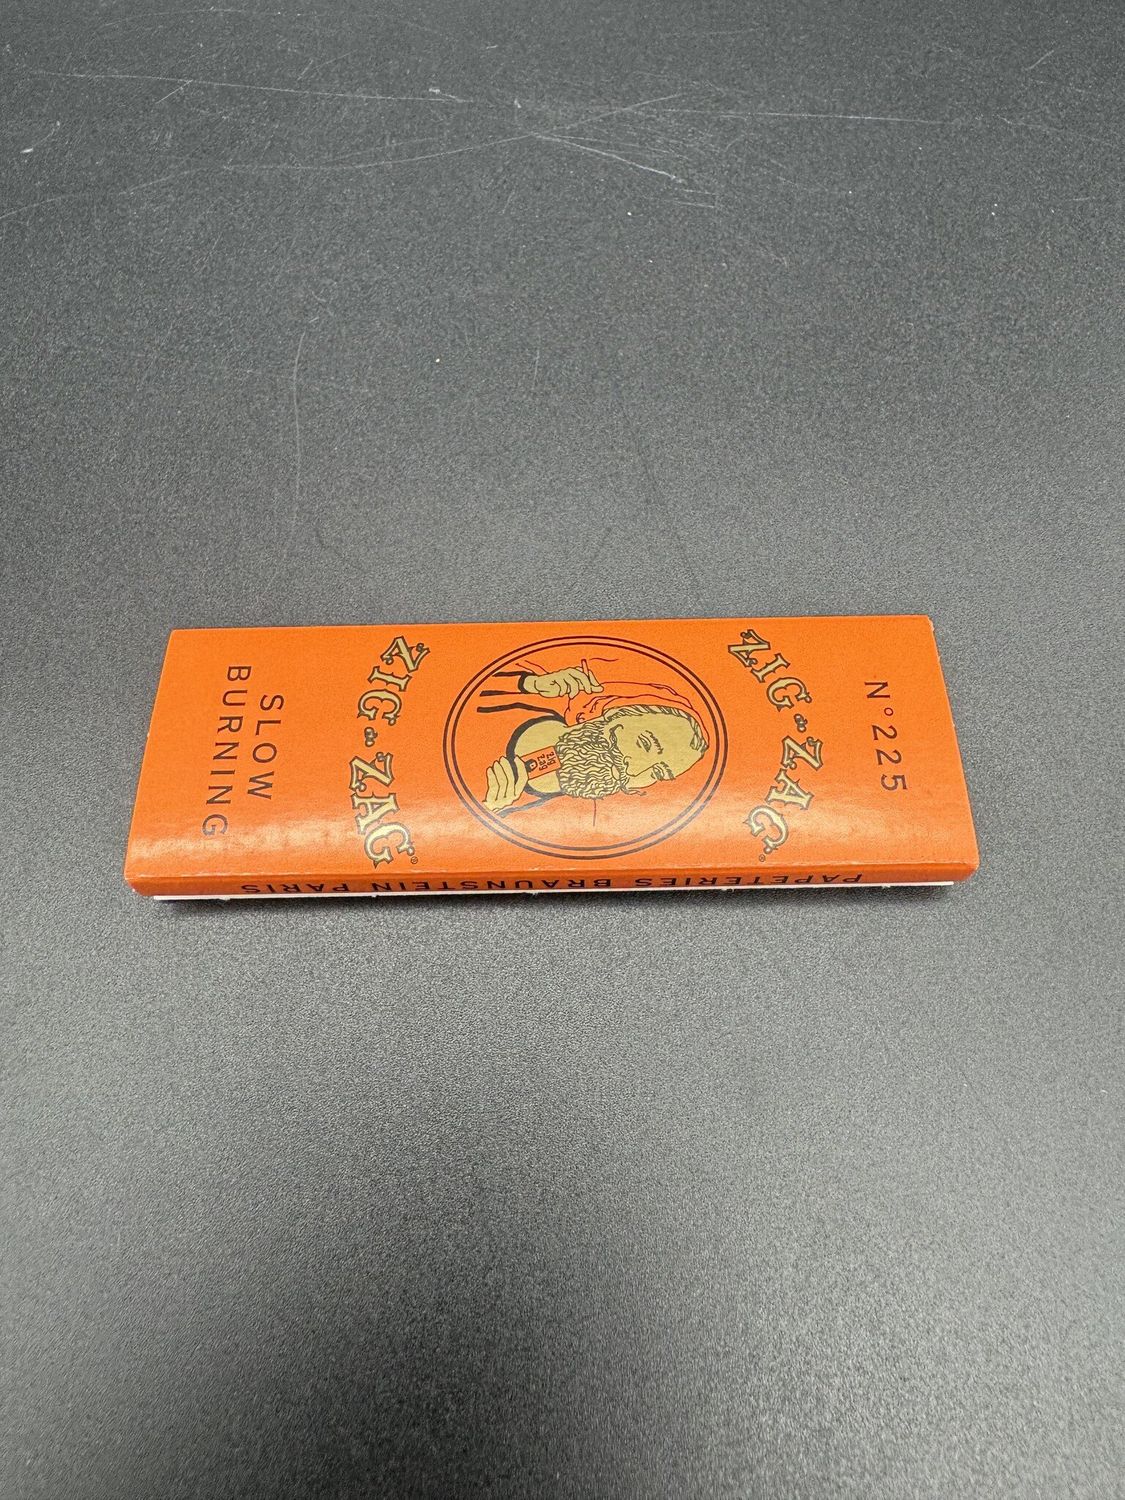 N° 225
ZIG-ZAG®
ZIG-ZAG®
SLOW
BURNING
PAPETERIES BRAUNSTEIN PARIS